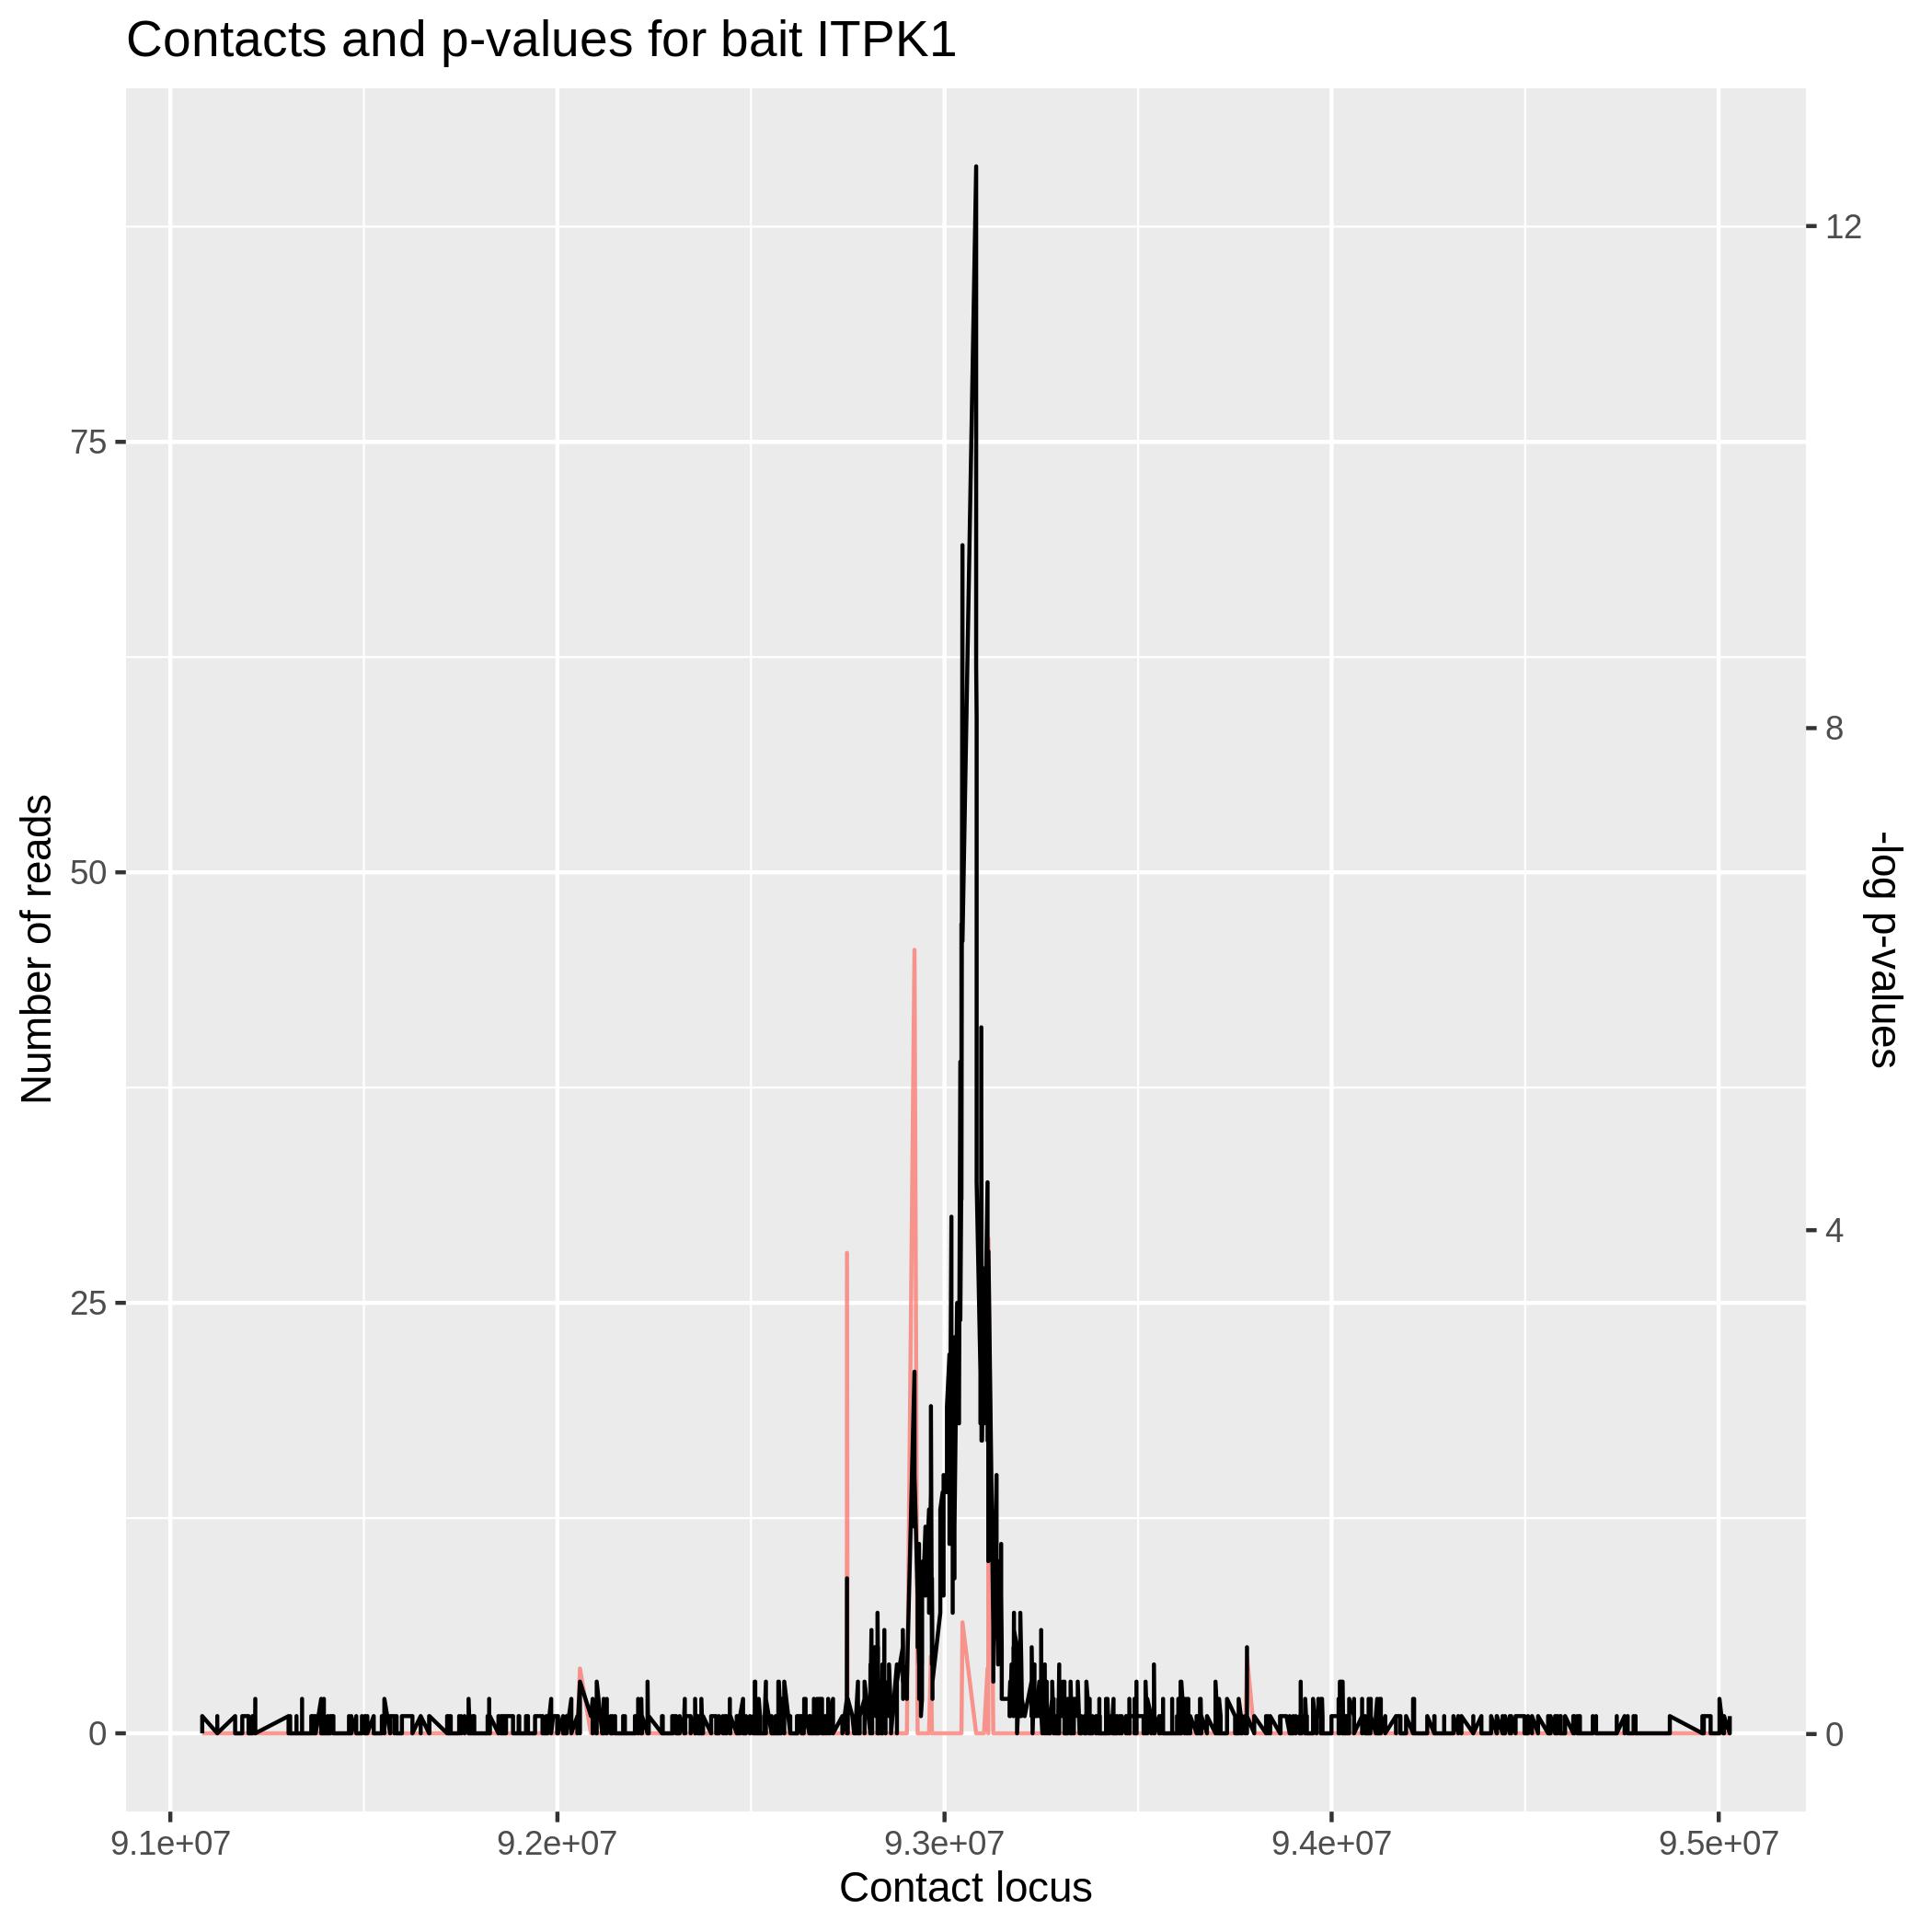 Contacts and p-values for bait ITPK1
Number of reads
75
50
25
0
12
8
4
0
-log p-values
9.1e+07
9.2e+07
9.3e+07
9.4e+07
9.5e+07
Contact locus